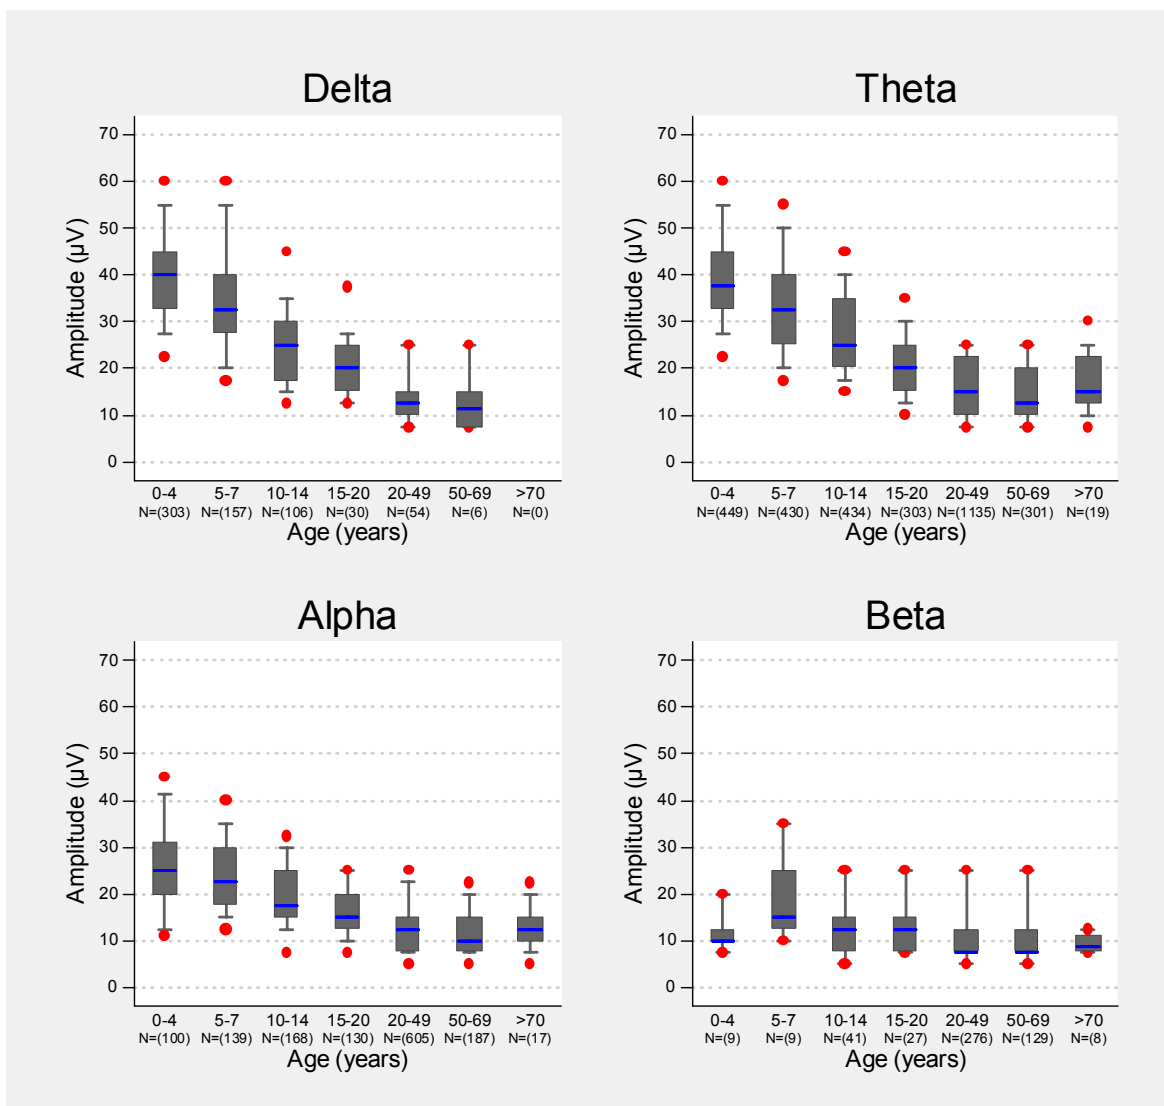 Delta
Amplitude (µV)
70
60
50
40
30
20
10
0
0-4 5-7 10-14 15-20 20-49 50-69 >70
N=(303) N=(157) N=(106) N=(30) N=(54) N=(6) N=(0)
Age (years)
Theta
Amplitude (µV)
70
60
50
40
30
20
10
0
0-4 5-7 10-14 15-20 20-49 50-69 >70
N=(449) N=(430) N=(434) N=(303) N=(1135) N=(301) N=(19)
Age (years)
Alpha
Amplitude (µV)
70
60
50
40
30
20
10
0
0-4 5-7 10-14 15-20 20-49 50-69 >70
N=(100) N=(139) N=(168) N=(130) N=(605) N=(187) N=(17)
Age (years)
Beta
Amplitude (µV)
70
60
50
40
30
20
10
0
0-4 5-7 10-14 15-20 20-49 50-69 >70
N=(9) N=(9) N=(41) N=(27) N=(276) N=(129) N=(8)
Age (years)